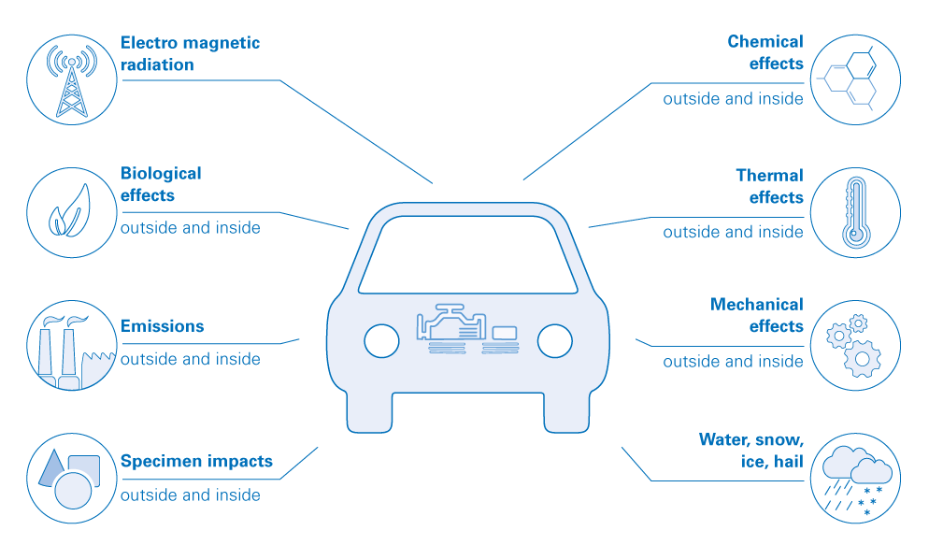 Electro magnetic
radiation
Biological
effects
outside and inside
Emissions
outside and inside
Specimen impacts
outside and inside
Chemical
effects
outside and inside
Thermal
effects
outside and inside
Mechanical
effects
outside and inside
Water, snow,
ice, hail